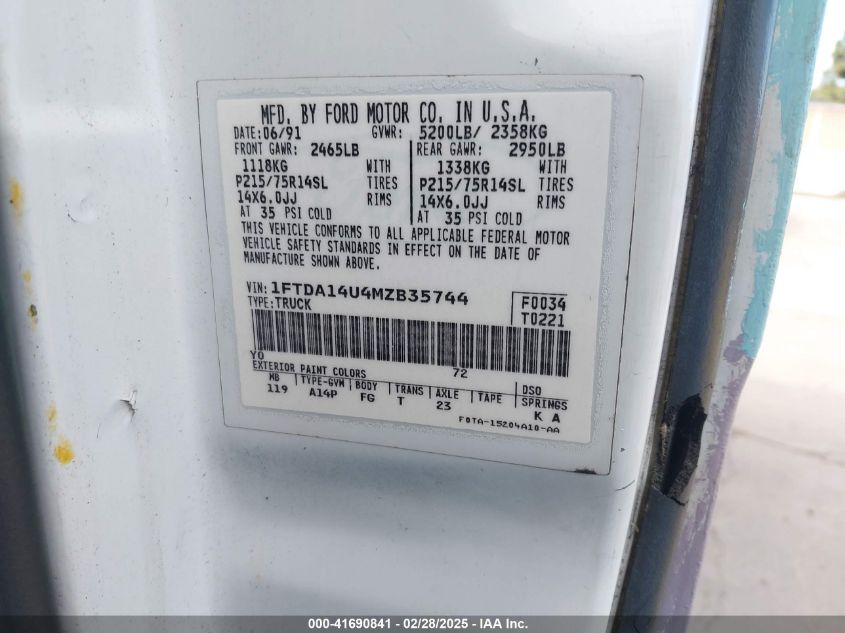 MFD. BY FORD MOTOR CO. IN U.S.A.
DATE: 06/91 GVWR: 5200LB/ 2358KG
FRONT GAWR: 2465LB REAR GAWR: 2950LB
1118KG WITH 1338KG WITH
P215/75R14SL TIRES P215/75R14SL TIRES
14X6.0JJ RIMS 14X6.0JJ RIMS
AT 35 PSI COLD AT 35 PSI COLD
THIS VEHICLE CONFORMS TO ALL APPLICABLE FEDERAL MOTOR
VEHICLE SAFETY STANDARDS IN EFFECT ON THE DATE OF
MANUFACTURE SHOWN ABOVE.
VIN: 1FTDA14U4MZB35744 F0034
TYPE: TRUCK T0221
YO 72
EXTERIOR PAINT COLORS DSO
WB TYPE-GVM BODY TRANS AXLE TAPE SPRINGS
119 A14P FG T 23 K A
F0TA-15204A10-AA
000-41690841 / 02/28/2025 - IAA Inc.